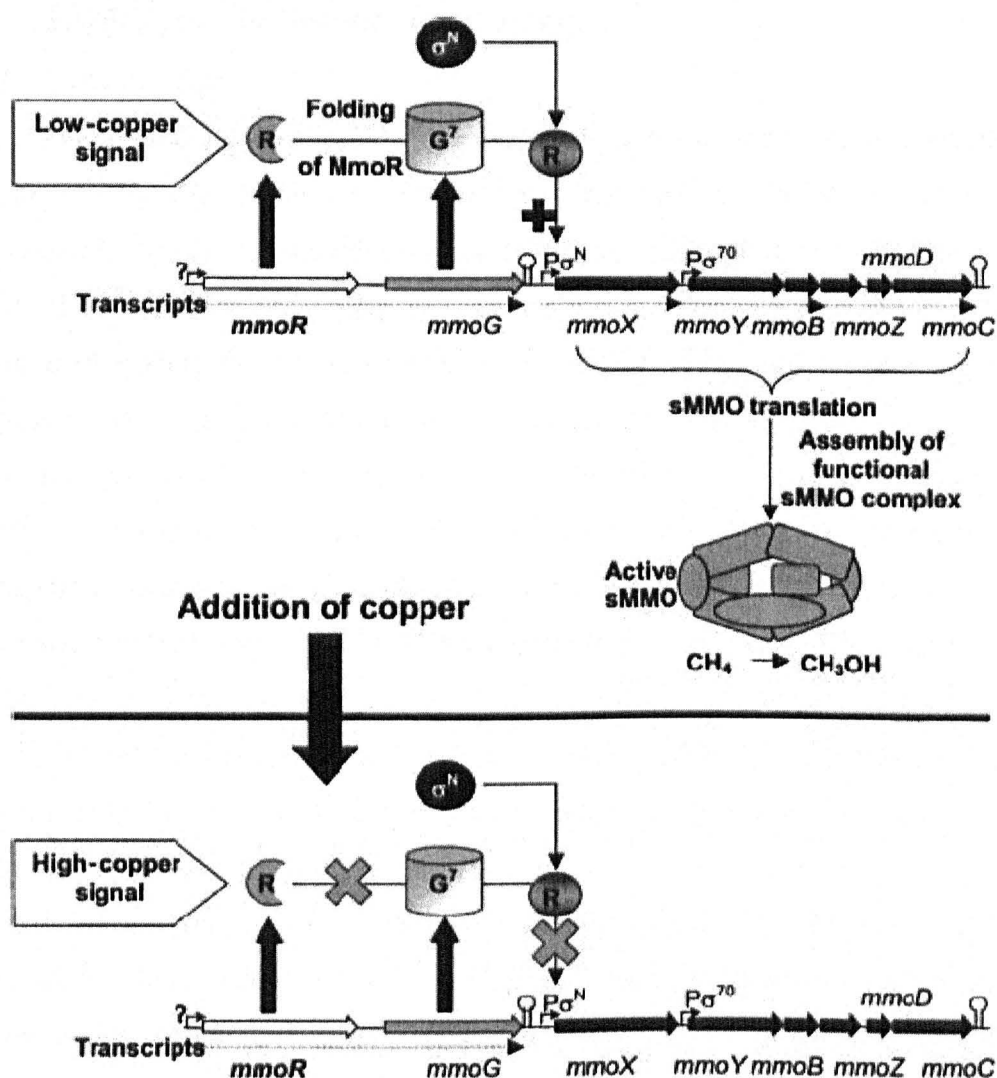 σᴺ
Low-copper
signal
R
Folding
of MmoR
G⁷
R
+
? Pσᴺ Pσ⁷⁰ mmoD
Transcripts
mmoR mmoG mmoX mmoY mmoB mmoZ mmoC
sMMO translation
Assembly of
functional
sMMO complex
Active
sMMO
CH₄ → CH₃OH
Addition of copper
σᴺ
High-copper
signal
R
G⁷
R
? Pσᴺ Pσ⁷⁰ mmoD
Transcripts
mmoR mmoG mmoX mmoY mmoB mmoZ mmoC